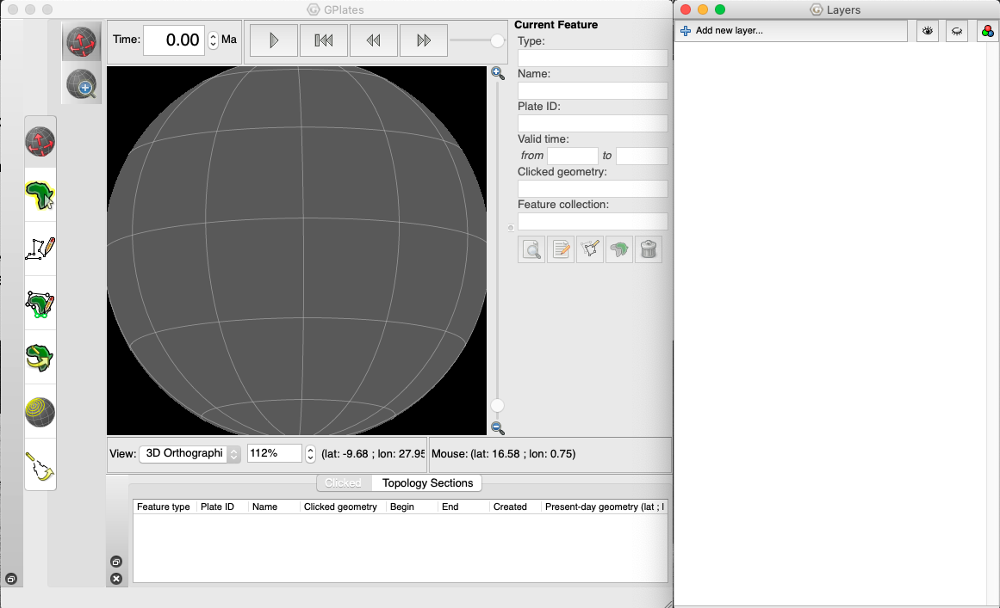 GPlates
Layers
Time: 0.00 Ma
Add new layer...
Current Feature
Type:
Name:
Plate ID:
Valid time:
from to
Clicked geometry:
Feature collection:
View: 3D Orthographi 112% (lat: -9.68 ; lon: 27.95
Mouse: (lat: 16.58 ; lon: 0.75)
Clicked Topology Sections
Feature type Plate ID Name Clicked geometry Begin End Created Present-day geometry (lat ; l